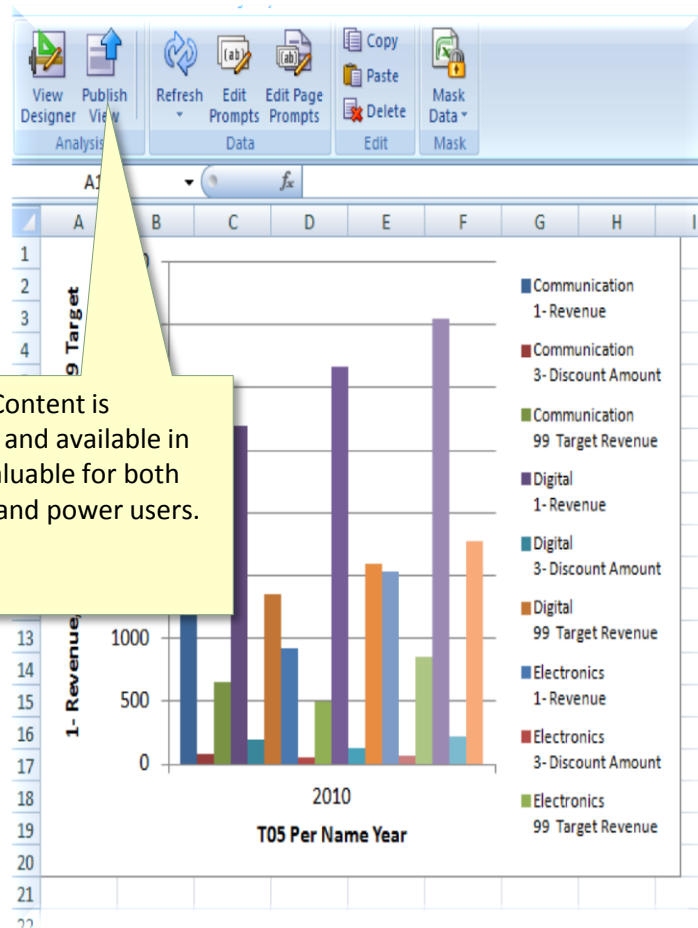 View Designer
Publish View
Refresh
Edit Prompts
Edit Page Prompts
Copy
Paste
Delete
Mask Data
Analysis
Data
Edit
Mask
fx
A B C D E F G H I
1
2
3
4
Content is
and available in
valuable for both
and power users.
13
14
15
16
17
18
19
20
21
22
9 Target
1- Revenue,
1000
500
0
2010
T05 Per Name Year
Communication
1- Revenue
Communication
3- Discount Amount
Communication
99 Target Revenue
Digital
1- Revenue
Digital
3- Discount Amount
Digital
99 Target Revenue
Electronics
1- Revenue
Electronics
3- Discount Amount
Electronics
99 Target Revenue